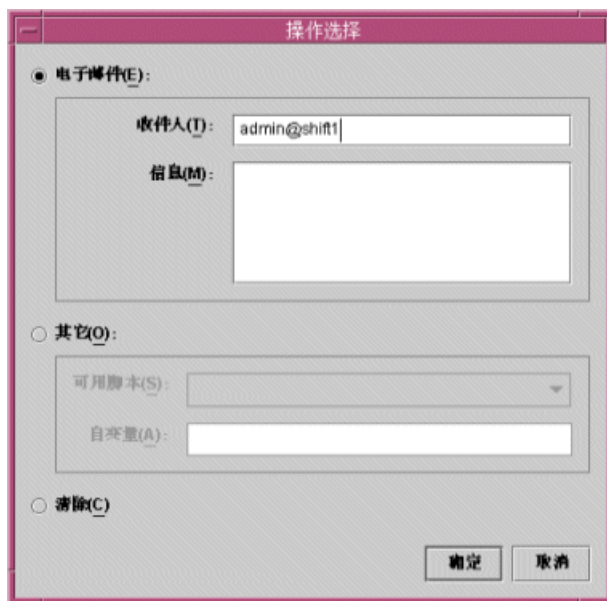 操作选择
电子邮件(E):
收件人(T):
admin@shift1
信息(M):
其它(O):
可用脚本(S):
自变量(A):
清除(C)
确定
取消